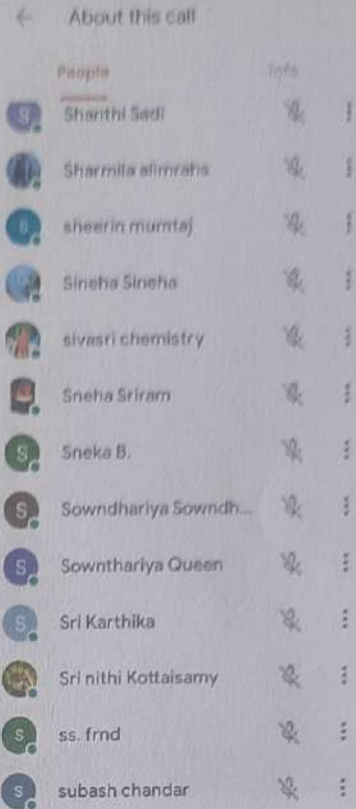 About this call
People
Info
S
Shanthi Sadi
Sharmila alimraha
S
sheerin mumtaj
Sineha Sineha
sivasri chemistry
Sneha Sriram
S
Sneka B.
S
Sowndhariya Sowndh...
S
Sownthariya Queen
S
Sri Karthika
Sri nithi Kottaisamy
s
ss. frnd
s
subash chandar